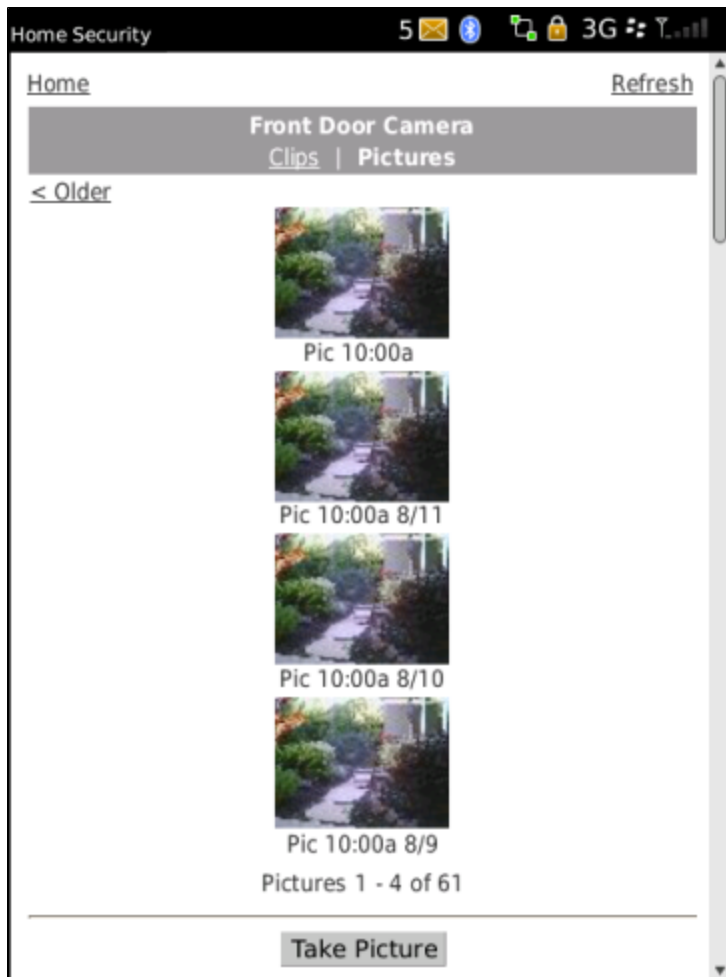 Home Security 5 3G
Home Refresh
Front Door Camera
Clips | Pictures
< Older
Pic 10:00a
Pic 10:00a 8/11
Pic 10:00a 8/10
Pic 10:00a 8/9
Pictures 1 - 4 of 61
Take Picture